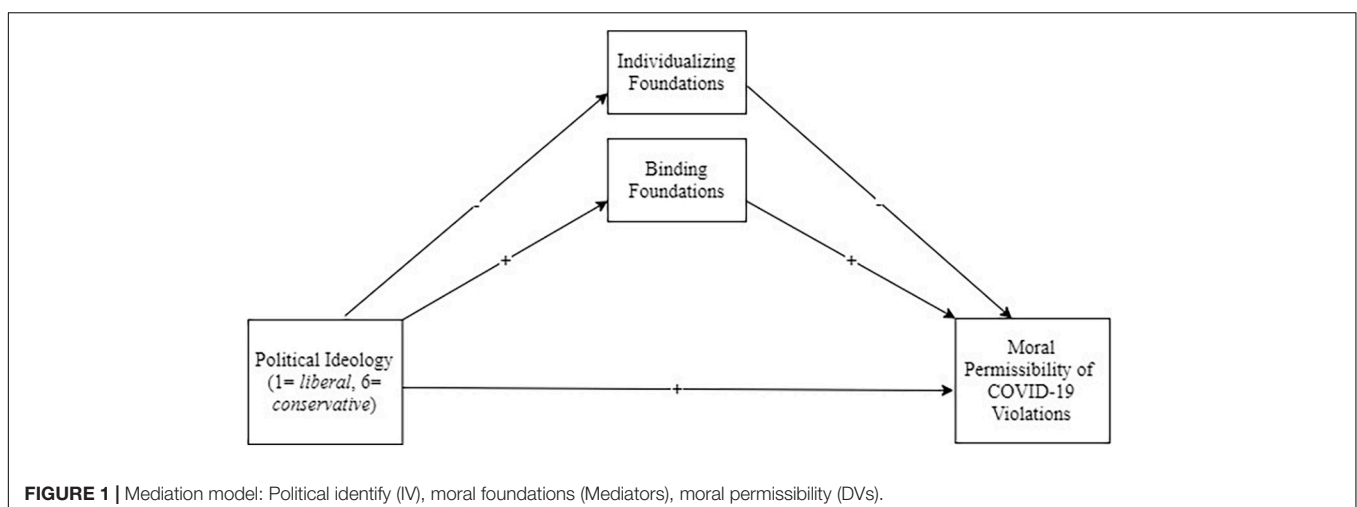 Individualizing
Foundations
-
-
Binding
Foundations
+
+
Political Ideology
(1= liberal, 6=
conservative)
+
Moral
Permissibility of
COVID-19
Violations
FIGURE 1 | Mediation model: Political identify (IV), moral foundations (Mediators), moral permissibility (DVs).